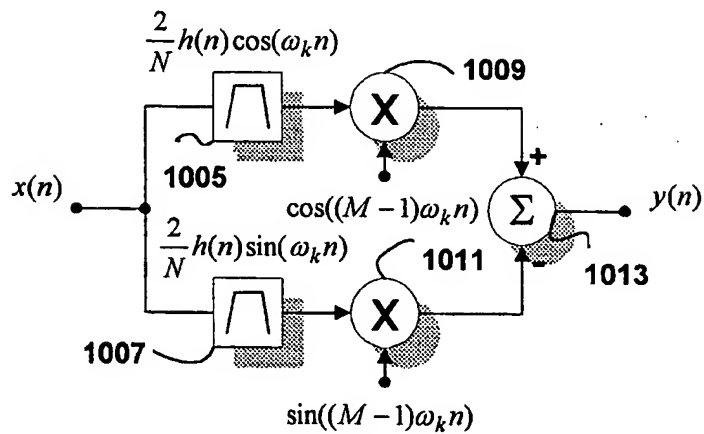 2/N h(n)cos(ω_k n)
X
1009
1005
+
x(n)
cos((M−1)ω_k n)
Σ
y(n)
2/N h(n)sin(ω_k n)
1011
-
1013
X
1007
sin((M−1)ω_k n)